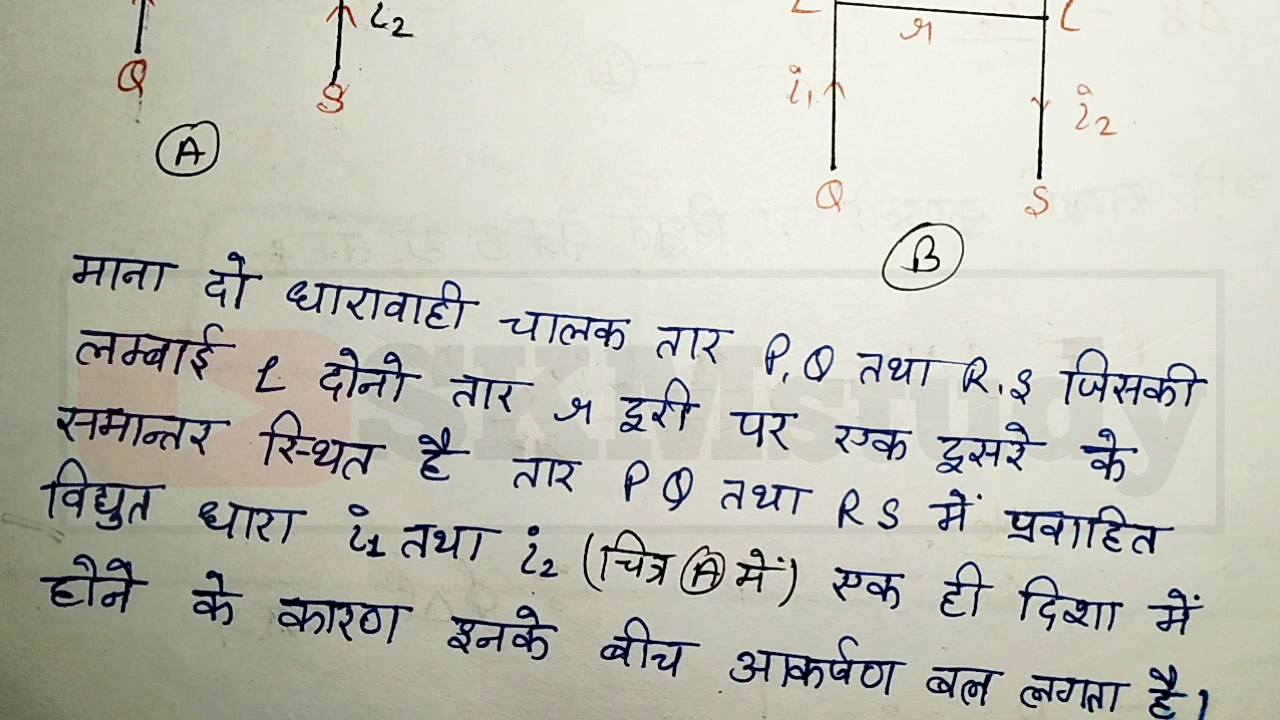 i2
Q
S
A
L
r
L
i1
i2
Q
S
B
माना दो धारावाही चालक तार P,Q तथा R,S जिसकी
लम्बाई L दोनो तार r दूरी पर एक दूसरे के
समान्तर स्थित है तार PQ तथा RS में प्रवाहित
विद्युत धारा i1 तथा i2 (चित्र A में) एक ही दिशा में
होने के कारण इनके बीच आकर्षण बल लगता है।
SKMstudy